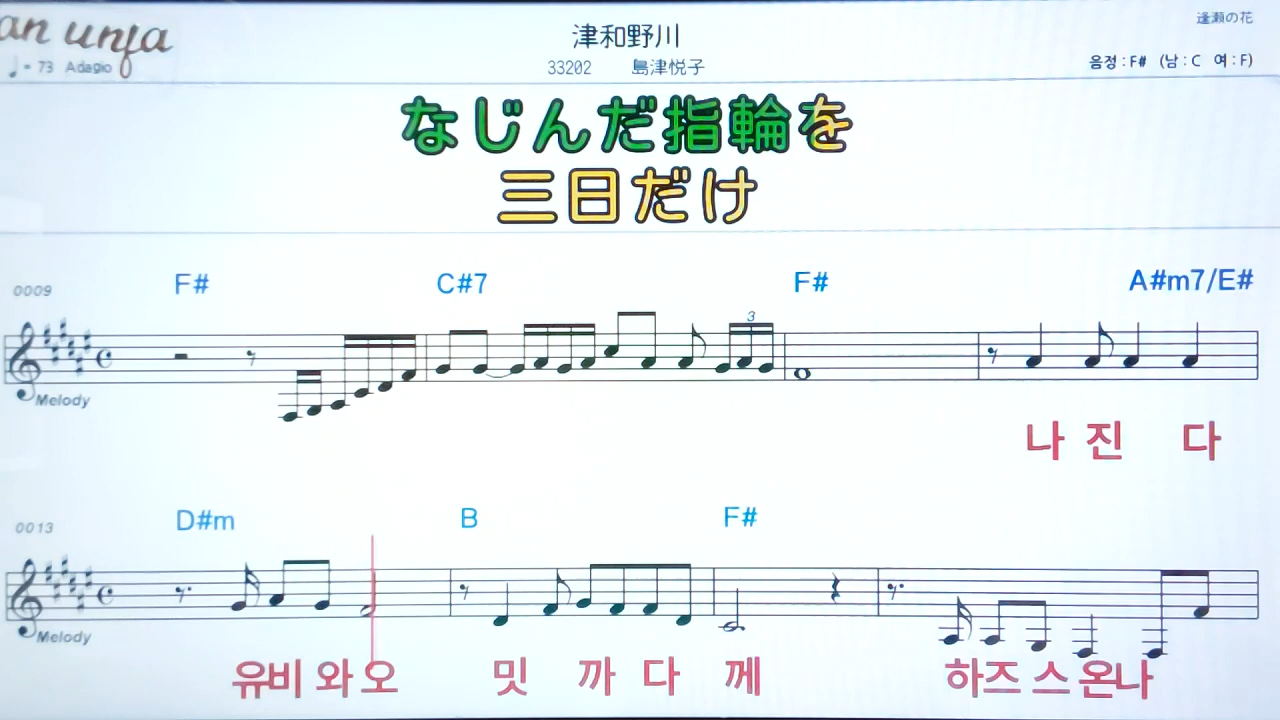 逢瀬の花
津和野川
♩= 73 Adagio
33202 島津悦子
음정 : F# (남 : C 여 : F)
なじんだ指輪を
三日だけ
0009 F# C#7 F# A#m7/E#
3
Melody
나 진 다
0013 D#m B F#
Melody
유비 와 오 밋 까 다 께 하즈 스 온나